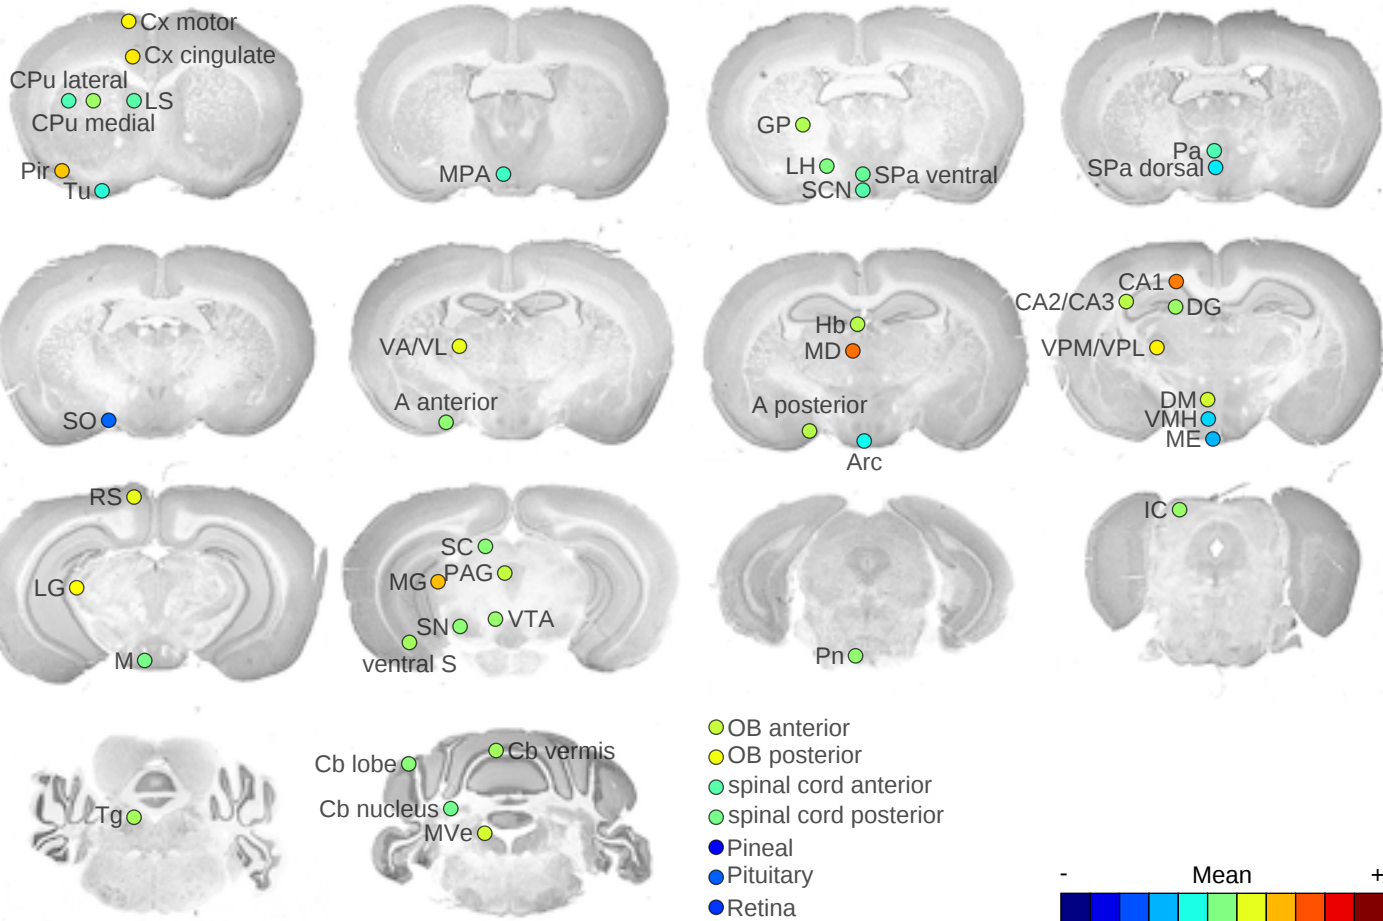 Cx motor
Cx cingulate
CPu lateral
LS
CPu medial
Pir
Tu
MPA
GP
LH
SPa ventral
SCN
Pa
SPa dorsal
SO
VA/VL
A anterior
Hb
MD
A posterior
Arc
CA1
CA2/CA3
DG
VPM/VPL
DM
VMH
ME
RS
LG
M
SC
MG
PAG
SN
VTA
ventral S
Pn
IC
Tg
Cb lobe
Cb vermis
Cb nucleus
MVe
OB anterior
OB posterior
spinal cord anterior
spinal cord posterior
Pineal
Pituitary
Retina
- Mean +